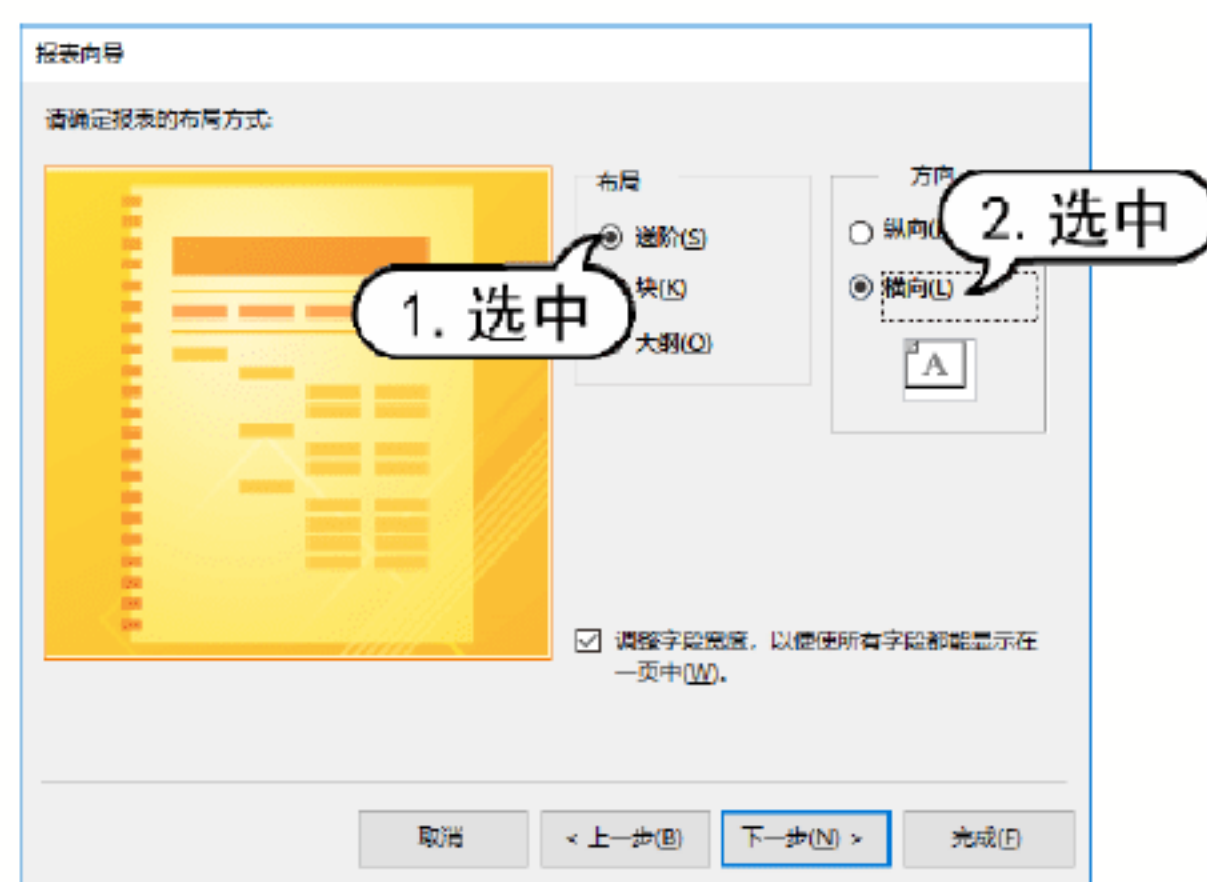 报表向导
请确定报表的布局方式:
布局
递阶(S)
块(K)
大纲(O)
1. 选中
方向
纵向(
横向(L)
2. 选中
A
调整字段宽度，以便使所有字段都能显示在
一页中(W)。
取消
< 上一步(B)
下一步(N) >
完成(F)